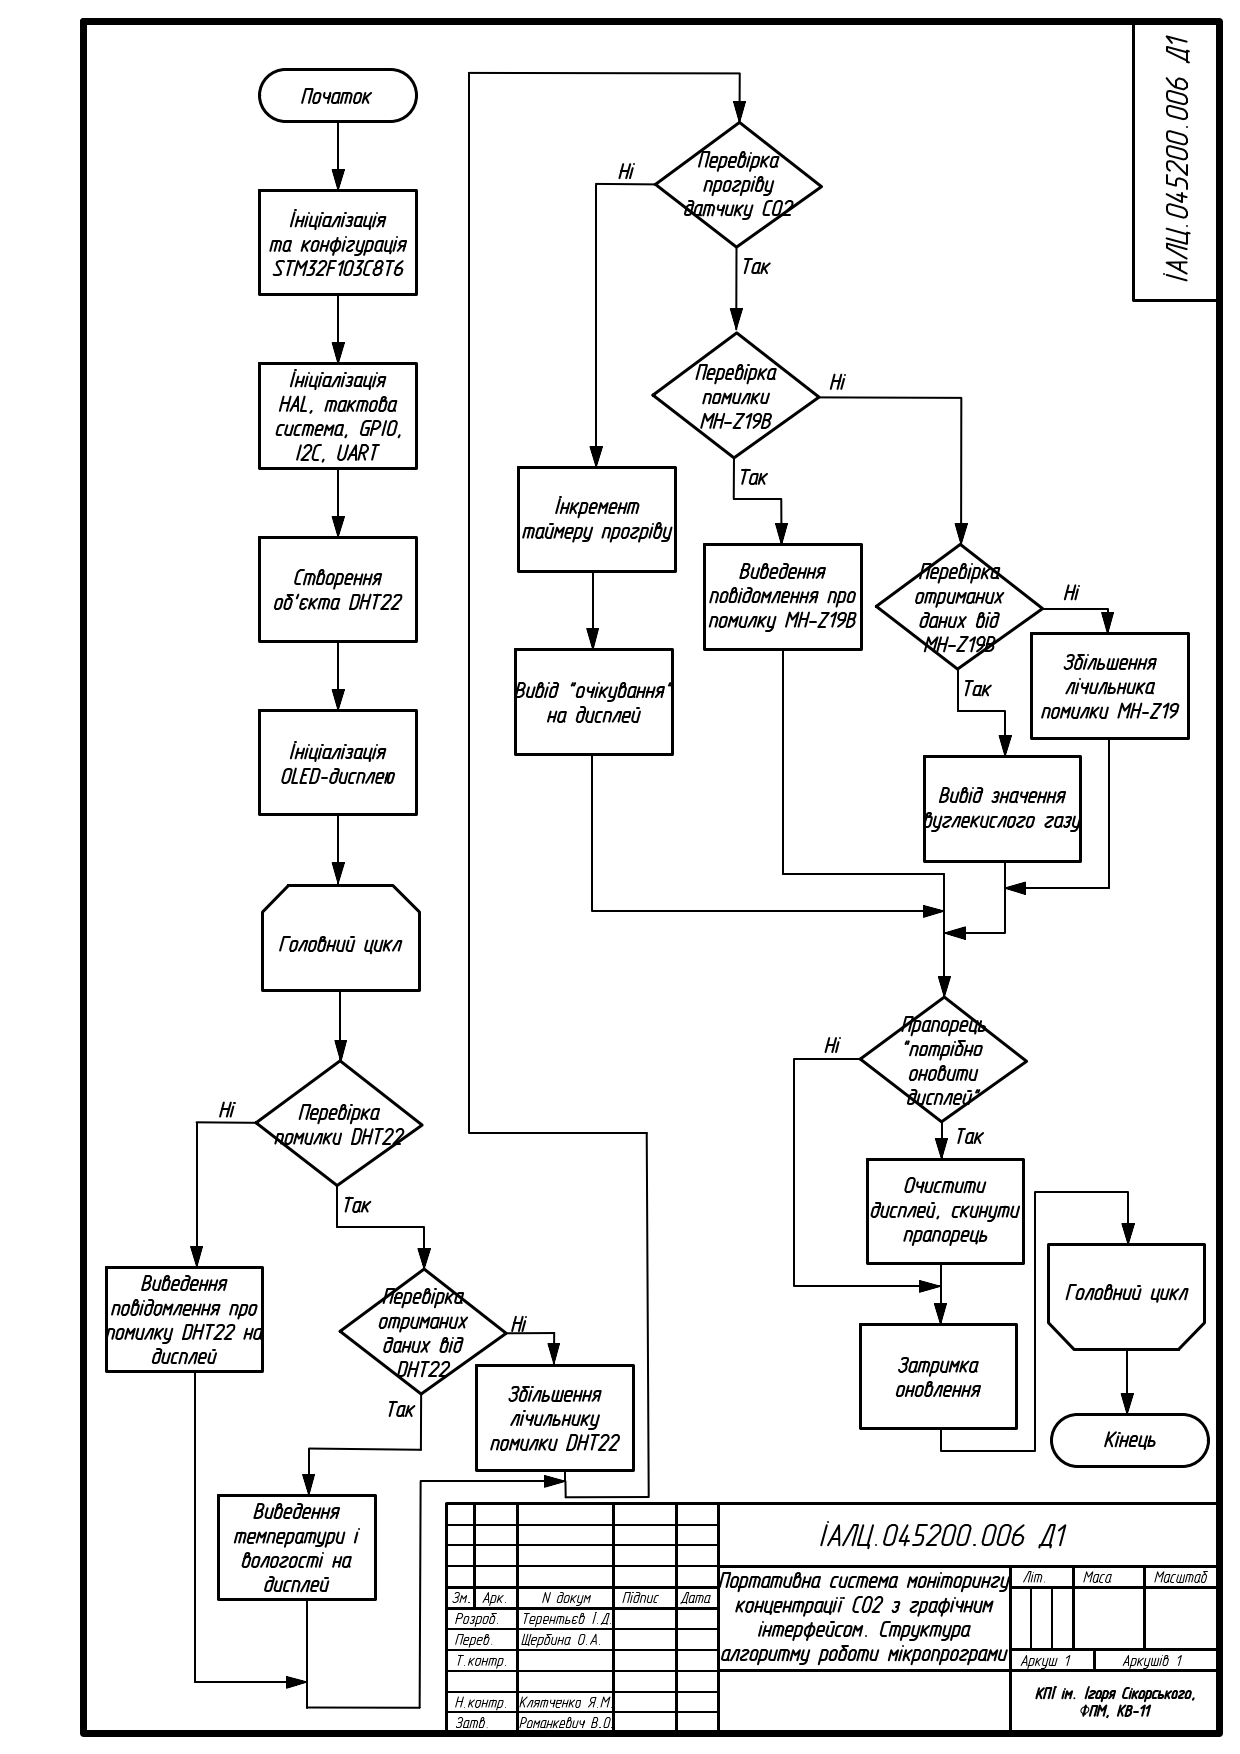 ІАЛЦ.045200.006 Д1
Початок
Ініціалізація
та конфігурація
STM32F103C8T6
Ініціалізація
HAL, тактова
система, GPIO,
I2C, UART
Створення
об'єкта DHT22
Ініціалізація
OLED-дисплею
Головний цикл
Перевірка
помилки DHT22
Ні
Так
Виведення
повідомлення про
помилку DHT22 на
дисплей
Перевірка
отриманих
даних від
DHT22
Ні
Так
Збільшення
лічильнику
помилки DHT22
Виведення
температури і
вологості на
дисплей
Перевірка
прогріву
датчику CO2
Ні
Так
Перевірка
помилки
MH-Z19B
Ні
Так
Інкремент
таймеру прогріву
Вивід "очікування"
на дисплей
Виведення
повідомлення про
помилку MH-Z19B
Перевірка
отриманих
даних від
MH-Z19B
Ні
Так
Збільшення
лічильника
помилки MH-Z19
Вивід значення
вуглекислого газу
Прапорець
"потрібно
оновити
дисплей"
Ні
Так
Очистити
дисплей, скинути
прапорець
Затримка
оновлення
Головний цикл
Кінець
ІАЛЦ.045200.006 Д1
Портативна система моніторингу
концентрації CO2 з графічним
інтерфейсом. Структура
алгоритму роботи мікропрограми
Зм. Арк. N докум Підпис Дата
Розроб. Терентьєв І.Д.
Перев. Щербина О.А.
Т.контр.
Н.контр. Клятченко Я.М.
Затв. Романкевич В.О.
Літ. Маса Масштаб
Аркуш 1 Аркушів 1
КПІ ім. Ігоря Сікорського,
ФПМ, КВ-11